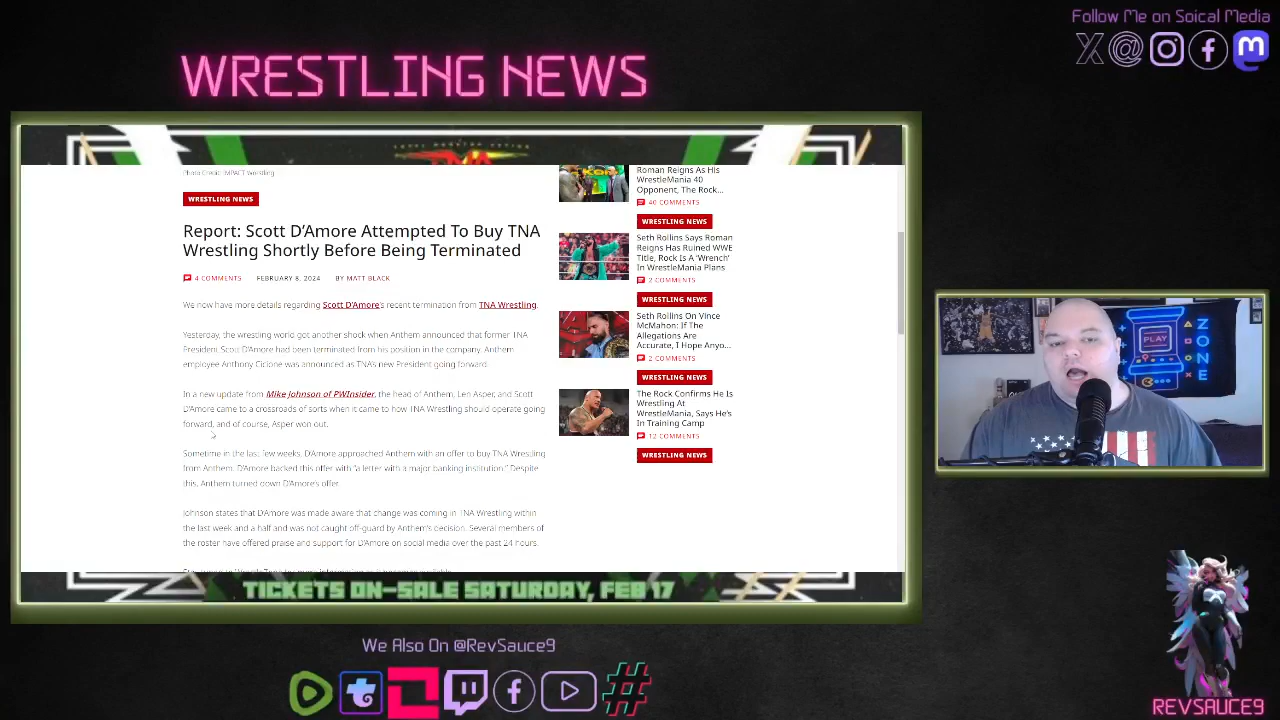 Follow Me on Soical Media
WRESTLING NEWS
TNA
Photo Credit: IMPACT Wrestling
WRESTLING NEWS
Report: Scott D'Amore Attempted To Buy TNA
Wrestling Shortly Before Being Terminated
4 COMMENTS FEBRUARY 8, 2024 BY MATT BLACK
We now have more details regarding Scott D'Amore's recent termination from TNA Wrestling.
Yesterday, the wrestling world got another shock when Anthem announced that former TNA
President Scott D'Amore had been terminated from his position in the company. Anthem
employee Anthony Cicione was announced as TNA's new President going forward.
In a new update from Mike Johnson of PWInsider, the head of Anthem, Len Asper, and Scott
D'Amore came to a crossroads of sorts when it came to how TNA Wrestling should operate going
forward, and of course, Asper won out.
Sometime in the last few weeks, D'Amore approached Anthem with an offer to buy TNA Wrestling
from Anthem. D'Amore backed this offer with "a letter with a major banking institution." Despite
this, Anthem turned down D'Amore's offer.
Johnson states that D'Amore was made aware that change was coming in TNA Wrestling within
the last week and a half and was not caught off-guard by Anthem's decision. Several members of
the roster have offered praise and support for D'Amore on social media over the past 24 hours.
Roman Reigns As His
WrestleMania 40
Opponent, The Rock...
40 COMMENTS
WRESTLING NEWS
Seth Rollins Says Roman
Reigns Has Ruined WWE
Title, Rock Is A 'Wrench'
In WrestleMania Plans
2 COMMENTS
WRESTLING NEWS
Seth Rollins On Vince
McMahon: If The
Allegations Are
Accurate, I Hope Anyo...
2 COMMENTS
WRESTLING NEWS
The Rock Confirms He Is
Wrestling At
WrestleMania, Says He's
In Training Camp
12 COMMENTS
WRESTLING NEWS
TICKETS ON-SALE SATURDAY, FEB 17
PLAY
ZONE
We Also On @RevSauce9
REVSAUCE9